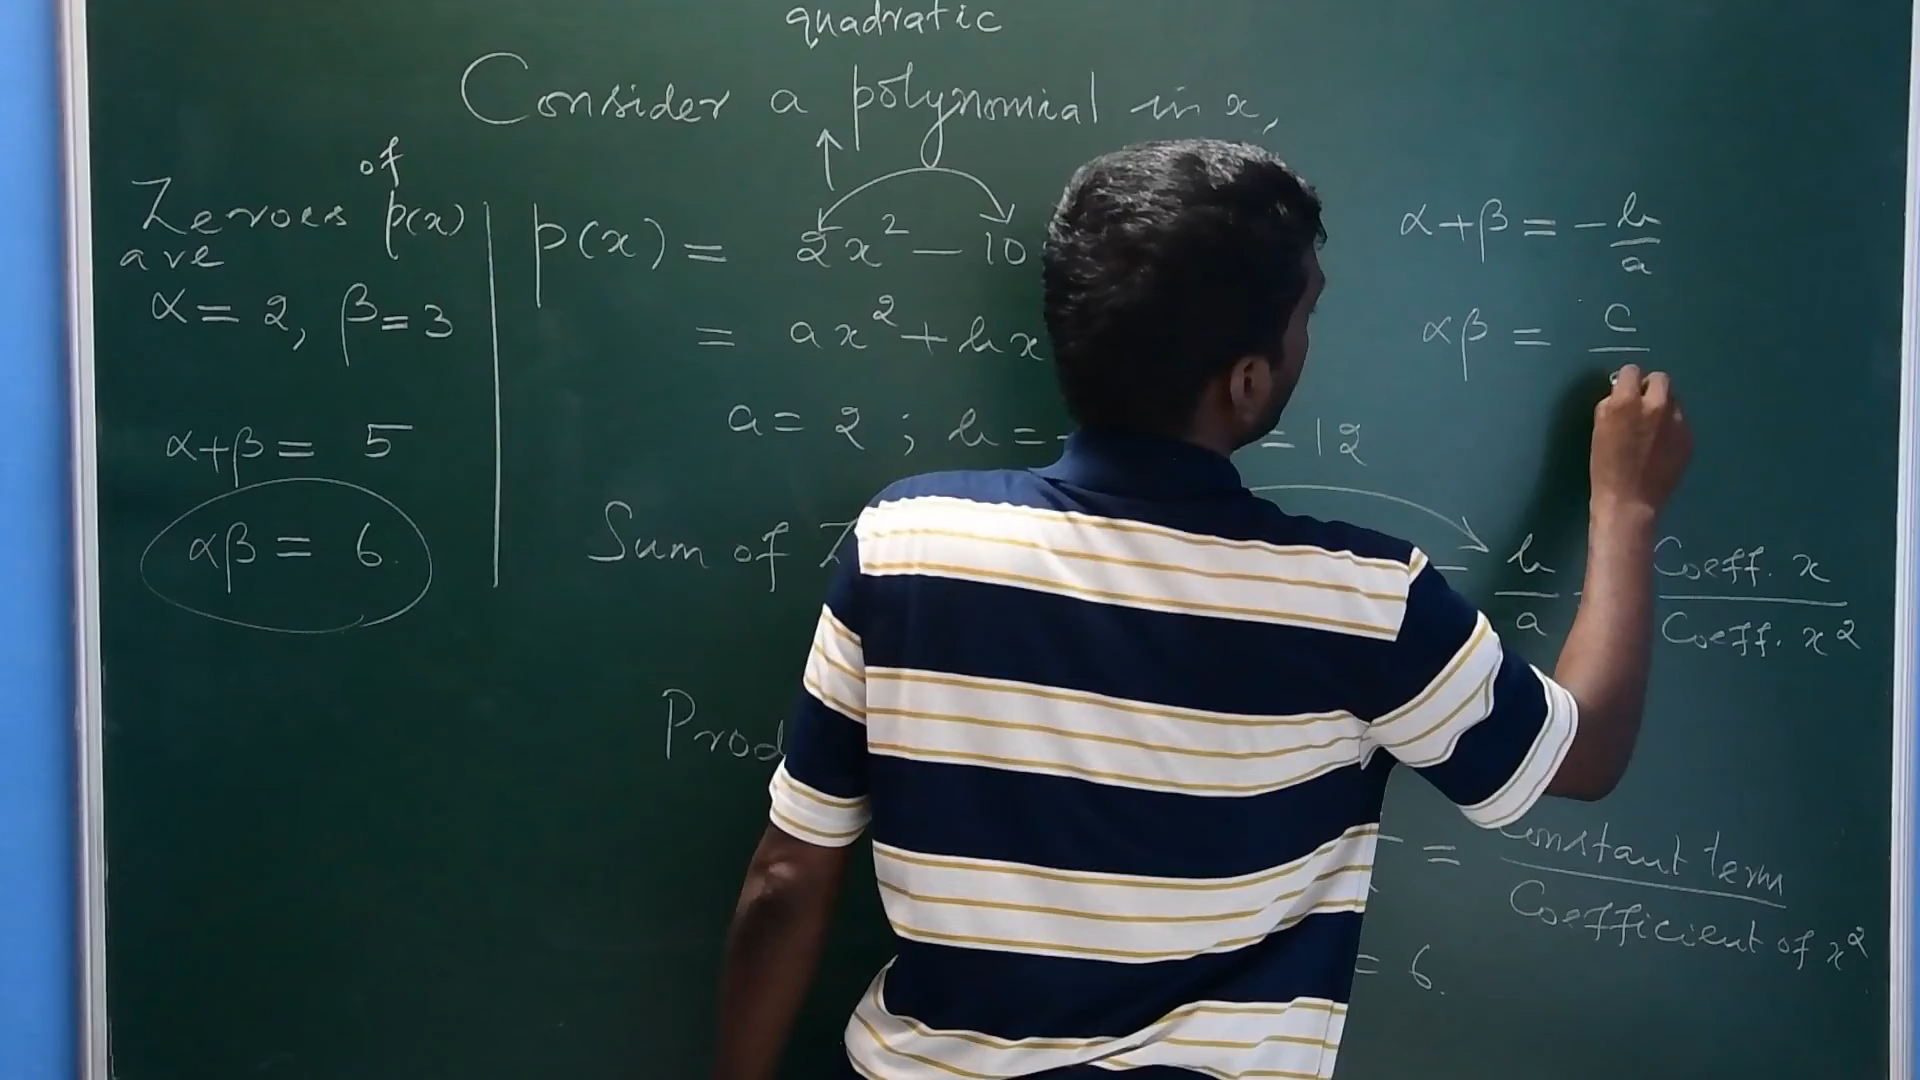 quadratic
Consider a polynomial in x,
Zeroes of p(x)
are
α = 2, β = 3
α+β = 5
αβ = 6.
p(x) = 2x² - 10
= ax² + bx
a = 2 ; b = - = 12
Sum of = b/a Coeff. x / Coeff. x²
Prod
= Constant term / Coefficient of x²
= 6.
α+β = -b/a
αβ = c